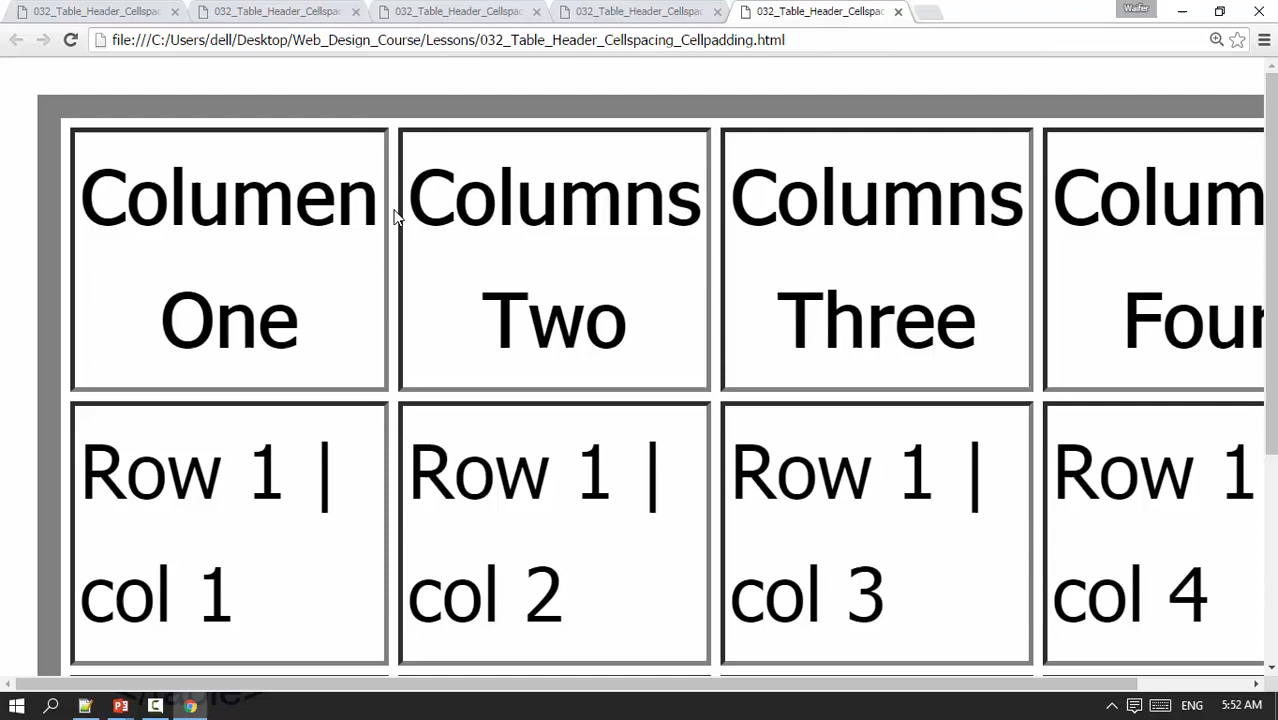 032_Table_Header_Cellspac 032_Table_Header_Cellspac 032_Table_Header_Cellspac 032_Table_Header_Cellspac 032_Table_Header_Cellspac Waifer
file:///C:/Users/dell/Desktop/Web_Design_Course/Lessons/032_Table_Header_Cellspacing_Cellpadding.html
Columen Columns Columns Colum
One Two Three Four
Row 1 | Row 1 | Row 1 | Row 1
col 1 col 2 col 3 col 4
</table>
ENG 5:52 AM